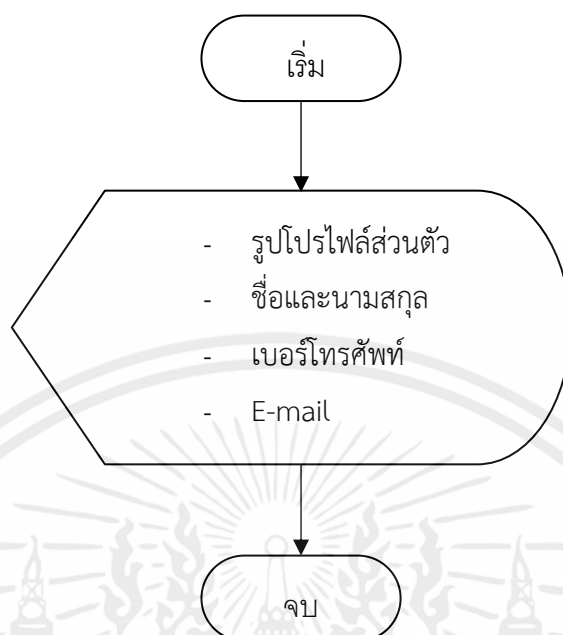 เริ่ม
- รูปโปรไฟล์ส่วนตัว
- ชื่อและนามสกุล
- เบอร์โทรศัพท์
- E-mail
จบ